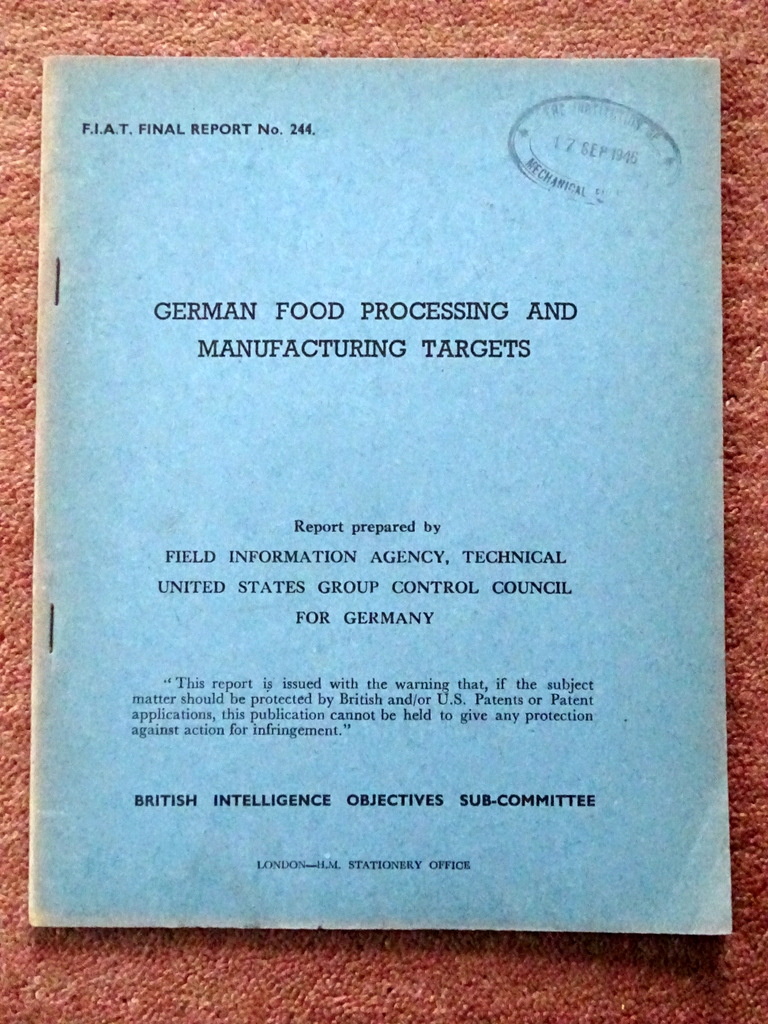 F.I.A.T. FINAL REPORT No. 244.
THE INSTITUTION OF
17 SEP 1946
MECHANICAL
GERMAN FOOD PROCESSING AND
MANUFACTURING TARGETS
Report prepared by
FIELD INFORMATION AGENCY, TECHNICAL
UNITED STATES GROUP CONTROL COUNCIL
FOR GERMANY
" This report is issued with the warning that, if the subject
matter should be protected by British and/or U.S. Patents or Patent
applications, this publication cannot be held to give any protection
against action for infringement."
BRITISH INTELLIGENCE OBJECTIVES SUB-COMMITTEE
LONDON—H.M. STATIONERY OFFICE